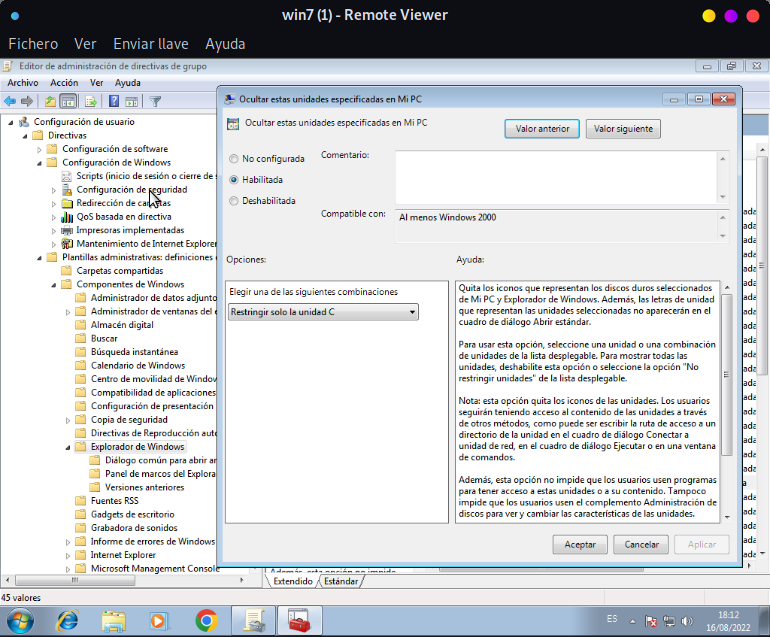 win7 (1) - Remote Viewer
Fichero Ver Enviar llave Ayuda
Editor de administración de directivas de grupo
Archivo Acción Ver Ayuda
Configuración de usuario
Directivas
Configuración de software
Configuración de Windows
Scripts (inicio de sesión o cierre de s
Configuración de seguridad
Redirección de carpetas
QoS basada en directiva
Impresoras implementadas
Mantenimiento de Internet Explorer
Plantillas administrativas: definiciones
Carpetas compartidas
Componentes de Windows
Administrador de datos adjunto
Administrador de ventanas del e
Almacén digital
Buscar
Búsqueda instantánea
Calendario de Windows
Centro de movilidad de Window
Compatibilidad de aplicaciones
Configuración de presentación
Copia de seguridad
Directivas de Reproducción auto
Explorador de Windows
Diálogo común para abrir ar
Panel de marcos del Explora
Versiones anteriores
Fuentes RSS
Gadgets de escritorio
Grabadora de sonidos
Informe de errores de Windows
Internet Explorer
Microsoft Management Console
Ocultar estas unidades especificadas en Mi PC
Ocultar estas unidades especificadas en Mi PC
Valor anterior
Valor siguiente
No configurada
Habilitada
Deshabilitada
Comentario:
Compatible con:
Al menos Windows 2000
Opciones:
Ayuda:
Elegir una de las siguientes combinaciones
Restringir solo la unidad C
Quita los iconos que representan los discos duros seleccionados
de Mi PC y Explorador de Windows. Además, las letras de unidad
que representan las unidades seleccionadas no aparecerán en el
cuadro de diálogo Abrir estándar.
Para usar esta opción, seleccione una unidad o una combinación
de unidades de la lista desplegable. Para mostrar todas las
unidades, deshabilite esta opción o seleccione la opción "No
restringir unidades" de la lista desplegable.
Nota: esta opción quita los iconos de las unidades. Los usuarios
seguirán teniendo acceso al contenido de las unidades a través
de otros métodos, como puede ser escribir la ruta de acceso a un
directorio de la unidad en el cuadro de diálogo Conectar a
unidad de red, en el cuadro de diálogo Ejecutar o en una ventana
de comandos.
Además, esta opción no impide que los usuarios usen programas
para tener acceso a estas unidades o a su contenido. Tampoco
impide que los usuarios usen el complemento Administración de
discos para ver y cambiar las características de las unidades.
Aceptar
Cancelar
Aplicar
Extendido
Estándar
45 valores
ES
18:12
16/08/2022